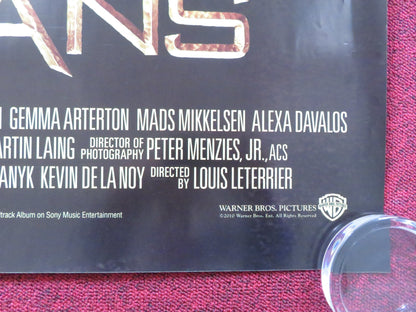 ANS
GEMMA ARTERTON MADS MIKKELSEN ALEXA DAVALOS
ARTIN LAING DIRECTOR OF PHOTOGRAPHY PETER MENZIES, JR., ACS
ANYK KEVIN DE LA NOY DIRECTED BY LOUIS LETERRIER
track Album on Sony Music Entertainment
WARNER BROS. PICTURES
©2010 Warner Bros. Ent. All Rights Reserved